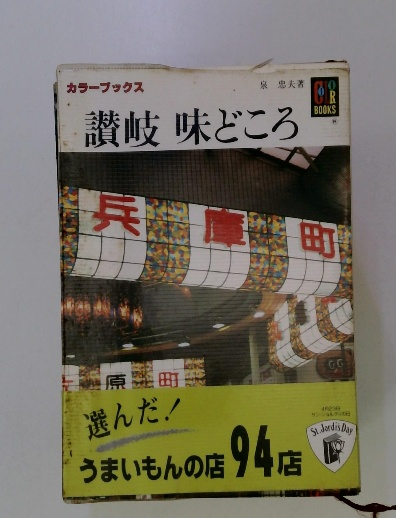 カラーブックス
泉 忠夫著
COLOR
BOOKS
讃岐 味どころ
兵庫町
原町
選んだ!
うまいもんの店94店
St. Jordi's Day